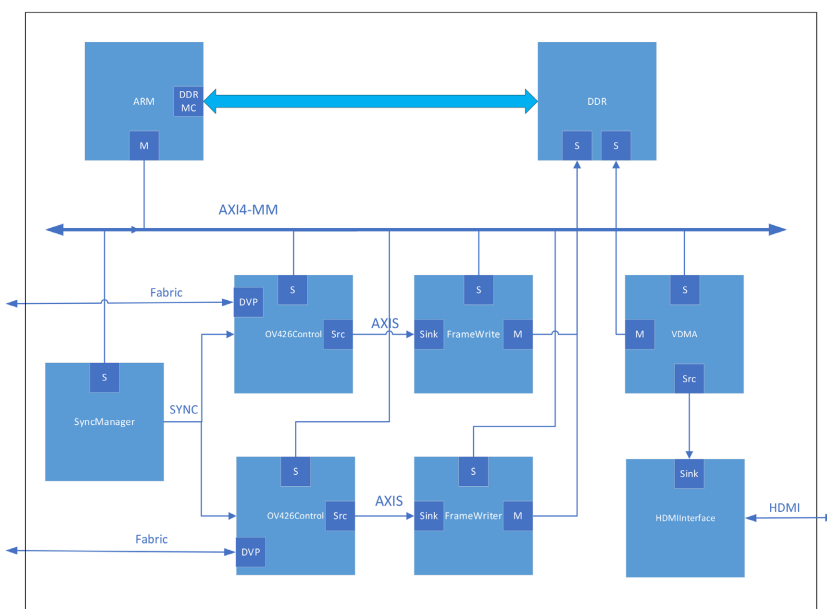 ARM
DDR
MC
M
DDR
S
S
AXI4-MM
Fabric
DVP
S
OV426Control
Src
AXIS
Sink
S
FrameWrite
M
S
M
VDMA
Src
S
SyncManager
SYNC
S
OV426Control
Src
DVP
Fabric
AXIS
Sink
S
FrameWriter
M
Sink
HDMIInterface
HDMI